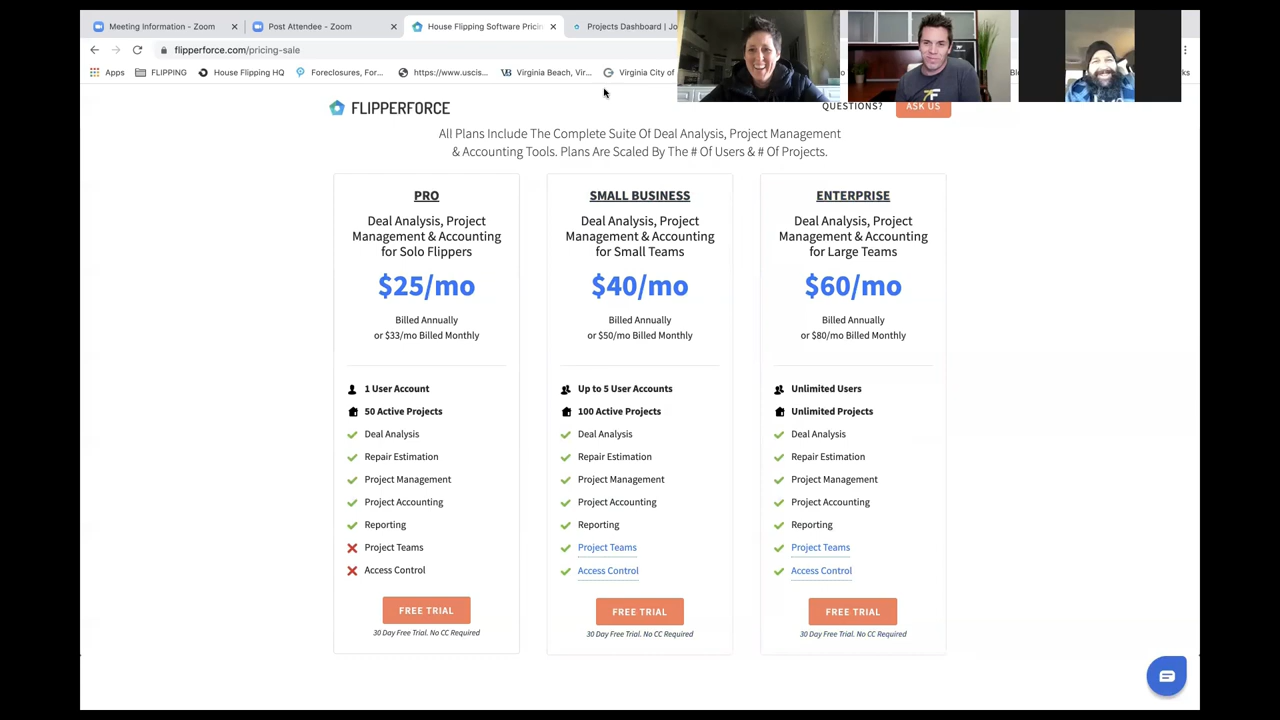 Meeting Information - Zoom
Post Attendee - Zoom
House Flipping Software Pricin
Projects Dashboard | Jo
flipperforce.com/pricing-sale
Apps
FLIPPING
House Flipping HQ
Foreclosures, For...
https://www.uscis...
Virginia Beach, Vir...
Virginia City of
FLIPPERFORCE
QUESTIONS?
ASK US
All Plans Include The Complete Suite Of Deal Analysis, Project Management
& Accounting Tools. Plans Are Scaled By The # Of Users & # Of Projects.
PRO
Deal Analysis, Project
Management & Accounting
for Solo Flippers
$25/mo
Billed Annually
or $33/mo Billed Monthly
1 User Account
50 Active Projects
Deal Analysis
Repair Estimation
Project Management
Project Accounting
Reporting
Project Teams
Access Control
FREE TRIAL
30 Day Free Trial. No CC Required
SMALL BUSINESS
Deal Analysis, Project
Management & Accounting
for Small Teams
$40/mo
Billed Annually
or $50/mo Billed Monthly
Up to 5 User Accounts
100 Active Projects
Deal Analysis
Repair Estimation
Project Management
Project Accounting
Reporting
Project Teams
Access Control
FREE TRIAL
30 Day Free Trial. No CC Required
ENTERPRISE
Deal Analysis, Project
Management & Accounting
for Large Teams
$60/mo
Billed Annually
or $80/mo Billed Monthly
Unlimited Users
Unlimited Projects
Deal Analysis
Repair Estimation
Project Management
Project Accounting
Reporting
Project Teams
Access Control
FREE TRIAL
30 Day Free Trial. No CC Required